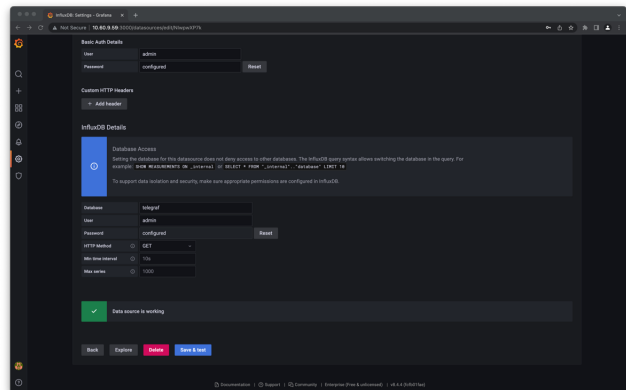 InfluxDB: Settings - Grafana
Not Secure | 10.60.9.59:3000/datasources/edit/NlwpwXP7k
Basic Auth Details
User admin
Password configured Reset
Custom HTTP Headers
+ Add header
InfluxDB Details
Database Access
Setting the database for this datasource does not deny access to other databases. The InfluxDB query syntax allows switching the database in the query. For
example: SHOW MEASUREMENTS ON _internal or SELECT * FROM "_internal".."database" LIMIT 10
To support data isolation and security, make sure appropriate permissions are configured in InfluxDB.
Database telegraf
User admin
Password configured Reset
HTTP Method GET
Min time interval 10s
Max series 1000
Data source is working
Back Explore Delete Save & test
Documentation | Support | Community | Enterprise (Free & unlicensed)